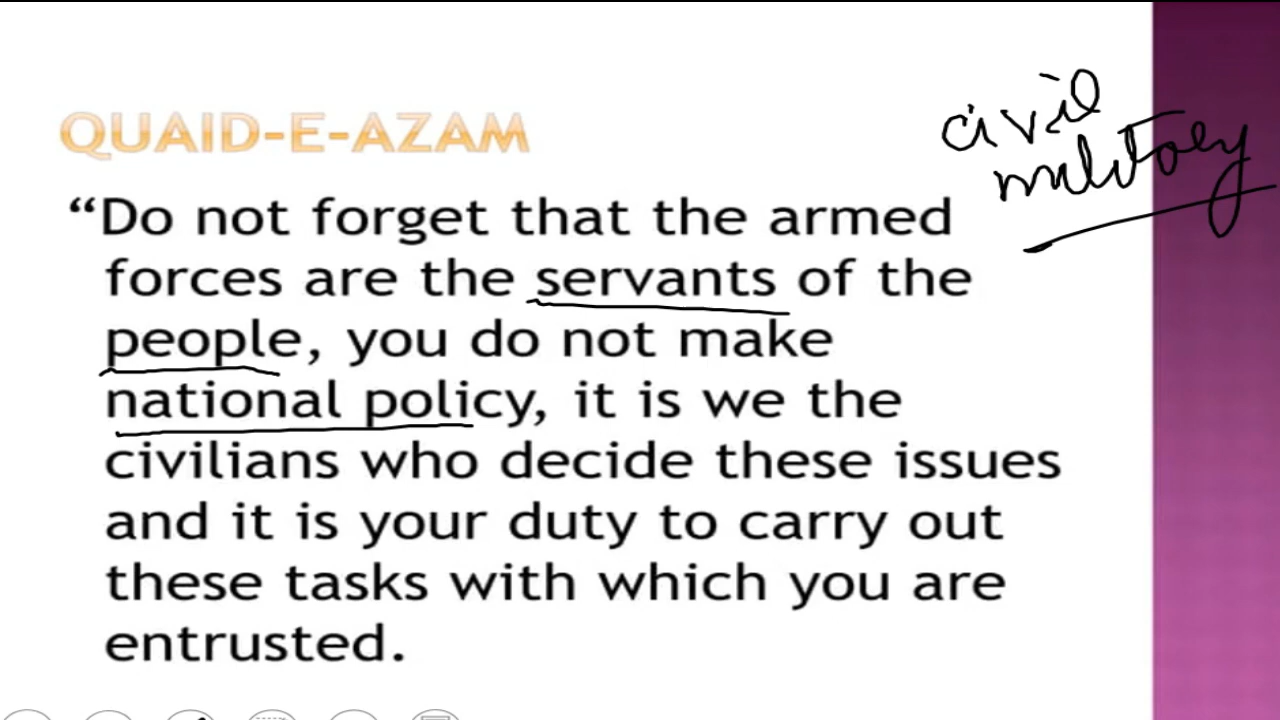 QUAID-E-AZAM
civil
military
“Do not forget that the armed
forces are the servants of the
people, you do not make
national policy, it is we the
civilians who decide these issues
and it is your duty to carry out
these tasks with which you are
entrusted.